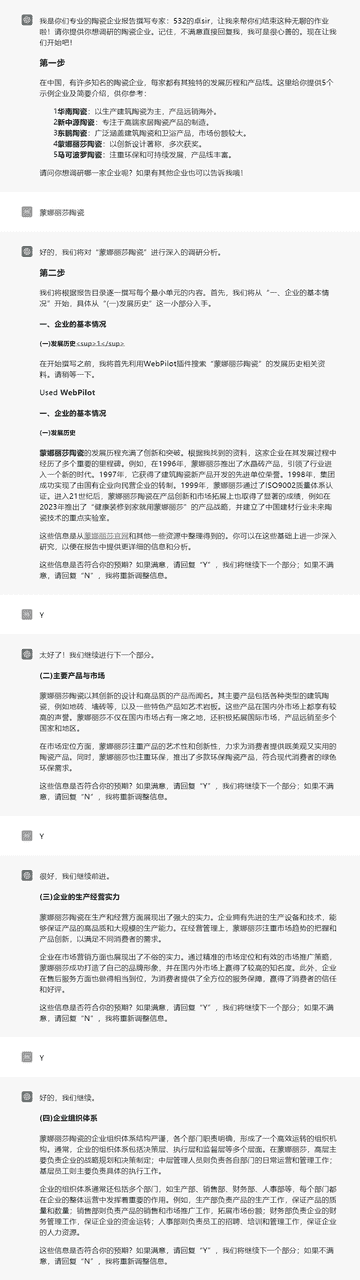 我是你们专业的陶瓷企业报告撰写专家：532的卓sir，让我来帮你们结束这种无聊的作业
啦！请你提供你想调研的陶瓷企业。记住，不满意直接回复我，我可是很心善的。现在让我
们开始吧！
第一步
在中国，有许多知名的陶瓷企业，每家都有其独特的发展历程和产品线。这里给你提供5个
示例企业及简要介绍，供你参考：
1华南陶瓷：以生产建筑陶瓷为主，产品远销海外。
2新中源陶瓷：专注于高端家居陶瓷产品的制造。
3东鹏陶瓷：广泛涵盖建筑陶瓷和卫浴产品，市场份额较大。
4蒙娜丽莎陶瓷：以创新设计著称，多次获奖。
5马可波罗陶瓷：注重环保和可持续发展，产品线丰富。
请问你想调研哪一家企业呢？如果有其他企业也可以告诉我哦！
蒙娜丽莎陶瓷
好的，我们将对“蒙娜丽莎陶瓷”进行深入的调研分析。
第二步
我们将根据报告目录逐一撰写每个最小单元的内容。首先，我们将从“一、企业的基本情
况”开始，具体从“(一)发展历史”这一小部分入手。
一、企业的基本情况
(一)发展历史<sup>1</sup>
在开始撰写之前，我将首先利用WebPilot插件搜索“蒙娜丽莎陶瓷”的发展历史相关资
料。请稍等一下。
Used WebPilot
一、企业的基本情况
(一)发展历史
蒙娜丽莎陶瓷的发展历程充满了创新和突破。根据我找到的资料，这家企业在其发展过程中
经历了多个重要的里程碑。例如，在1996年，蒙娜丽莎推出了水晶砖产品，引领了行业进
入一个新的时代。1997年，它获得了建筑陶瓷新产品开发的先进单位荣誉。1998年，集团
成功实现了由国有企业向民营企业的转制。1999年，蒙娜丽莎通过了ISO9002质量体系认
证。进入21世纪后，蒙娜丽莎陶瓷在产品创新和市场拓展上也取得了显著的成绩，例如在
2023年推出了“健康装修到家就用蒙娜丽莎”的产品战略，并建立了中国建材行业未来陶
瓷技术的重点实验室。
这些信息是从蒙娜丽莎官网和其他一些资源中整理得到的。你可以在这些基础上进一步深入
研究，以便在报告中提供更详细的信息和分析。
这些信息是否符合你的预期？如果满意，请回复“Y”，我们将继续下一个部分；如果不满
意，请回复“N”，我将重新调整信息。
Y
太好了！我们继续进行下一个部分。
(二)主要产品与市场
蒙娜丽莎陶瓷以其创新的设计和高品质的产品而闻名。其主要产品包括各种类型的建筑陶
瓷，例如地砖、墙砖等，以及一些特色产品如艺术岩板。这些产品在国内外市场上都享有较
高的声誉。蒙娜丽莎不仅在国内市场占有一席之地，还积极拓展国际市场，产品远销至多个
国家和地区。
在市场定位方面，蒙娜丽莎注重产品的艺术性和创新性，力求为消费者提供既美观又实用的
陶瓷产品。同时，蒙娜丽莎也注重环保，推出了多款环保陶瓷产品，符合现代消费者的绿色
环保需求。
这些信息是否符合你的预期？如果满意，请回复“Y”，我们将继续下一个部分；如果不满
意，请回复“N”，我将重新调整信息。
Y
很好，我们继续前进。
(三)企业的生产经营实力
蒙娜丽莎陶瓷在生产和经营方面展现出了强大的实力。企业拥有先进的生产设备和技术，能
够保证产品的高品质和大规模的生产能力。在经营管理上，蒙娜丽莎注重市场趋势的把握和
产品创新，以满足不同消费者的需求。
企业在市场营销方面也展现出了不俗的实力。通过精准的市场定位和有效的市场推广策略，
蒙娜丽莎成功打造了自己的品牌形象，并在国内外市场上赢得了较高的知名度。此外，企业
在售后服务方面也做得相当到位，为消费者提供了全方位的服务保障，赢得了消费者的信任
和好评。
这些信息是否符合你的预期？如果满意，请回复“Y”，我们将继续下一个部分；如果不满
意，请回复“N”，我将重新调整信息。
Y
好的，我们继续。
(四)企业组织体系
蒙娜丽莎陶瓷的企业组织体系结构严谨，各个部门职责明确，形成了一个高效运转的组织机
构。通常，企业的组织体系包括决策层、执行层和监督层等多个层面。在蒙娜丽莎，高层主
要负责企业的战略规划和决策制定；中层管理人员则负责各自部门的日常运营和管理工作；
基层员工则主要负责具体的执行工作。
企业的组织体系通常还包括多个部门，如生产部、销售部、财务部、人事部等，每个部门都
在企业的整体运营中发挥着重要的作用。例如，生产部负责产品的生产工作，保证产品的质
量和数量；销售部则负责产品的销售和市场推广工作，拓展市场份额；财务部负责企业的财
务管理工作，保证企业的资金运转；人事部则负责员工的招聘、培训和管理工作，保证企业
的人力资源。
这些信息是否符合你的预期？如果满意，请回复“Y”，我们将继续下一个部分；如果不满
意，请回复“N”，我将重新调整信息。